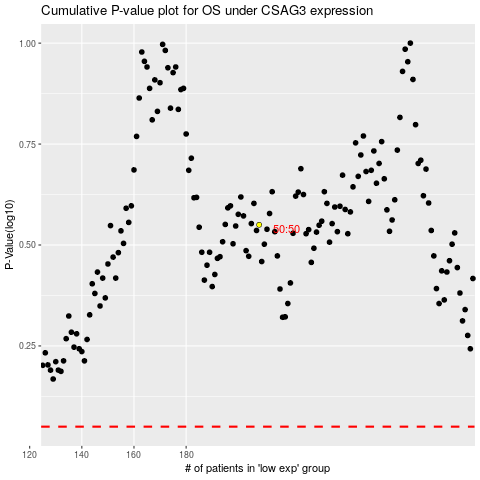 Cumulative P-value plot for OS under CSAG3 expression
1.00
0.75
0.50
0.25
50:50
120 140 160 180
P-Value(log10)
# of patients in 'low exp' group